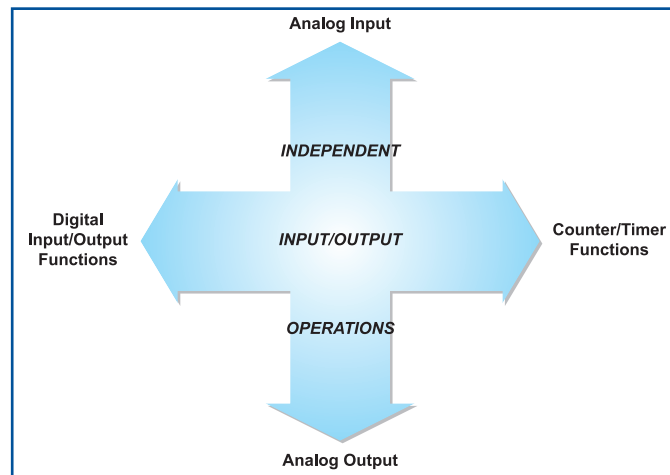 Analog Input
INDEPENDENT
Digital
Input/Output
Functions
INPUT/OUTPUT
Counter/Timer
Functions
OPERATIONS
Analog Output